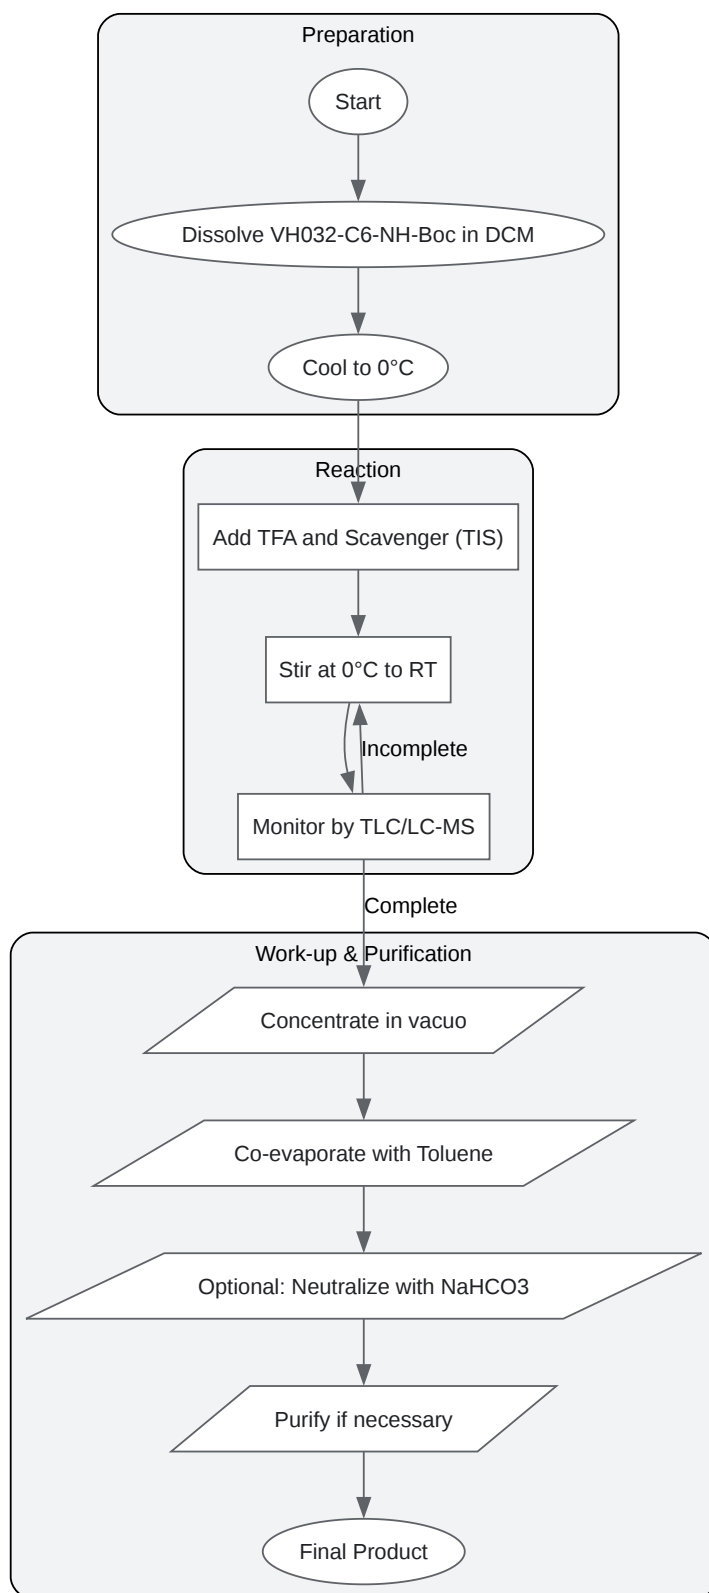 Preparation
Start
Dissolve VH032-C6-NH-Boc in DCM
Cool to 0°C
Reaction
Add TFA and Scavenger (TIS)
Stir at 0°C to RT
Incomplete
Monitor by TLC/LC-MS
Complete
Work-up & Purification
Concentrate in vacuo
Co-evaporate with Toluene
Optional: Neutralize with NaHCO3
Purify if necessary
Final Product